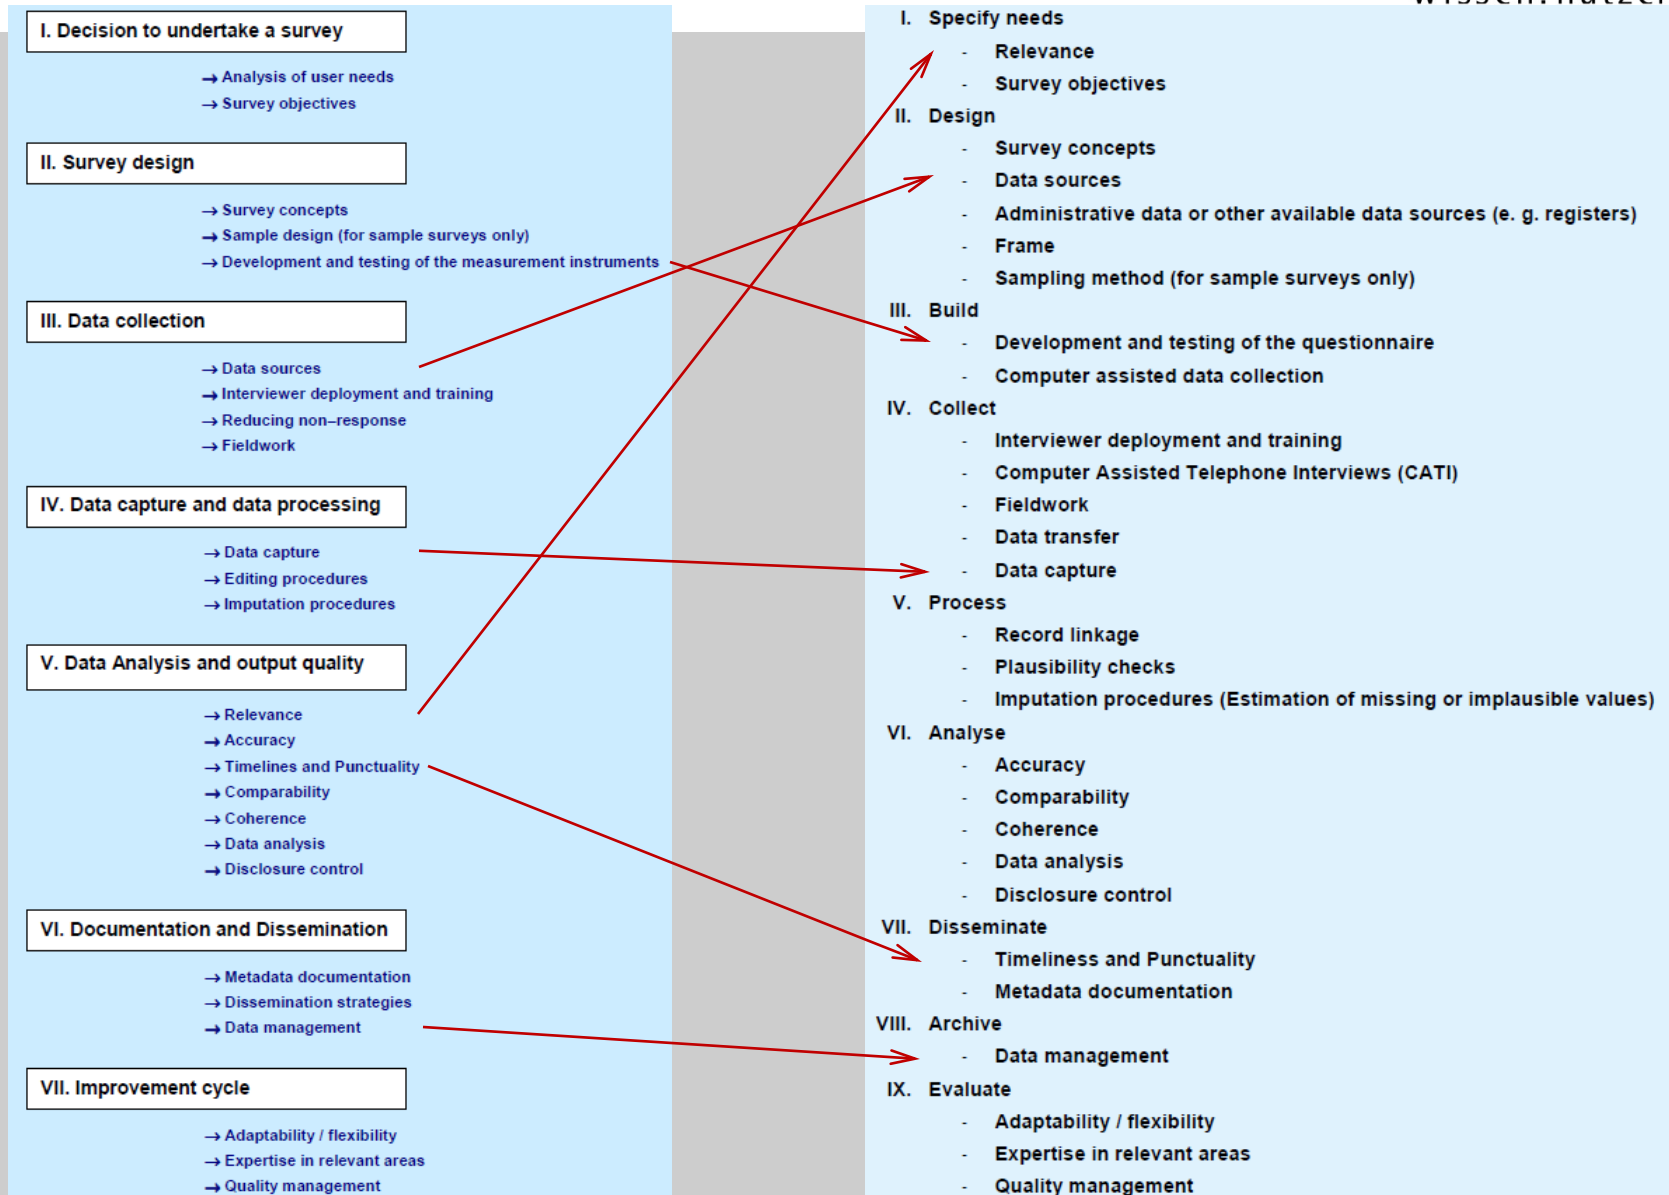 I. Decision to undertake a survey
→ Analysis of user needs
→ Survey objectives
II. Survey design
→ Survey concepts
→ Sample design (for sample surveys only)
→ Development and testing of the measurement instruments
III. Data collection
→ Data sources
→ Interviewer deployment and training
→ Reducing non–response
→ Fieldwork
IV. Data capture and data processing
→ Data capture
→ Editing procedures
→ Imputation procedures
V. Data Analysis and output quality
→ Relevance
→ Accuracy
→ Timelines and Punctuality
→ Comparability
→ Coherence
→ Data analysis
→ Disclosure control
VI. Documentation and Dissemination
→ Metadata documentation
→ Dissemination strategies
→ Data management
VII. Improvement cycle
→ Adaptability / flexibility
→ Expertise in relevant areas
→ Quality management
I. Specify needs
- Relevance
- Survey objectives
II. Design
- Survey concepts
- Data sources
- Administrative data or other available data sources (e. g. registers)
- Frame
- Sampling method (for sample surveys only)
III. Build
- Development and testing of the questionnaire
- Computer assisted data collection
IV. Collect
- Interviewer deployment and training
- Computer Assisted Telephone Interviews (CATI)
- Fieldwork
- Data transfer
- Data capture
V. Process
- Record linkage
- Plausibility checks
- Imputation procedures (Estimation of missing or implausible values)
VI. Analyse
- Accuracy
- Comparability
- Coherence
- Data analysis
- Disclosure control
VII. Disseminate
- Timeliness and Punctuality
- Metadata documentation
VIII. Archive
- Data management
IX. Evaluate
- Adaptability / flexibility
- Expertise in relevant areas
- Quality management